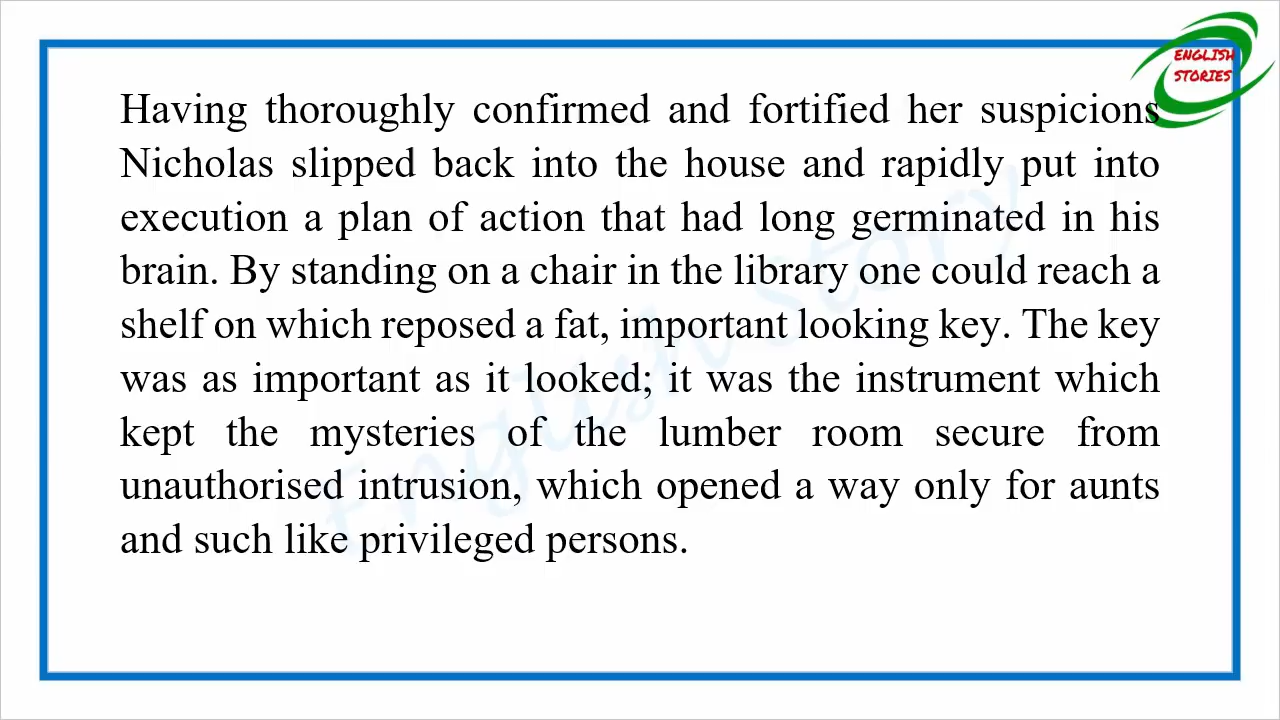 ENGLISH
STORIES
Having thoroughly confirmed and fortified her suspicions
Nicholas slipped back into the house and rapidly put into
execution a plan of action that had long germinated in his
brain. By standing on a chair in the library one could reach a
shelf on which reposed a fat, important looking key. The key
was as important as it looked; it was the instrument which
kept the mysteries of the lumber room secure from
unauthorised intrusion, which opened a way only for aunts
and such like privileged persons.
English Story